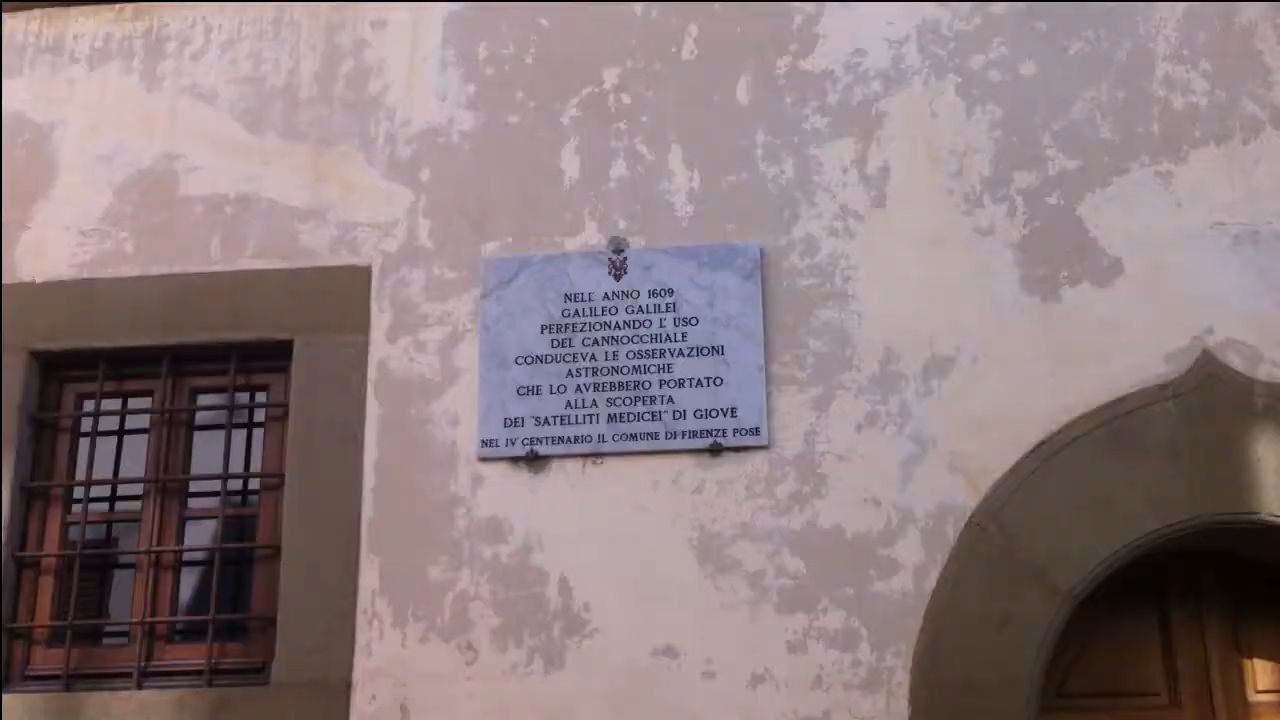 NELL' ANNO 1609
GALILEO GALILEI
PERFEZIONANDO L' USO
DEL CANNOCCHIALE
CONDUCEVA LE OSSERVAZIONI
ASTRONOMICHE
CHE LO AVREBBERO PORTATO
ALLA SCOPERTA
DEI "SATELLITI MEDICEI" DI GIOVE
NEL IV CENTENARIO IL COMUNE DI FIRENZE POSE